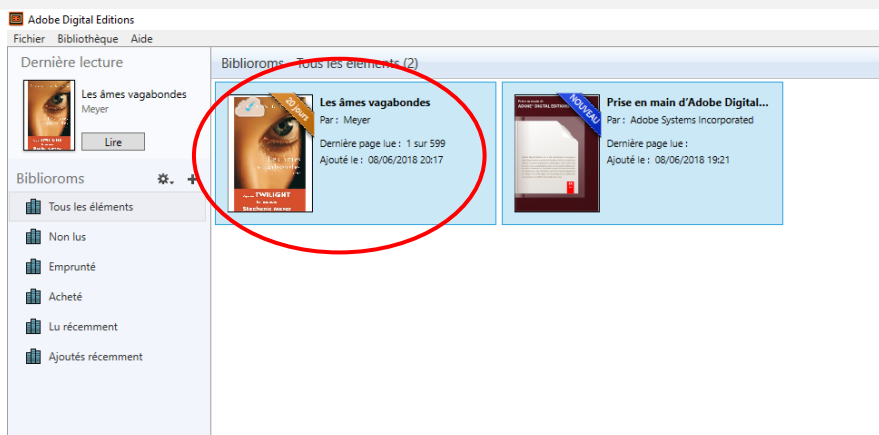 Adobe Digital Editions
Fichier Bibliothèque Aide
Dernière lecture
Les âmes vagabondes
Meyer
Lire
Biblioroms
Tous les éléments
Non lus
Emprunté
Acheté
Lu récemment
Ajoutés récemment
Biblioroms - Tous les éléments (2)
20 jours
Les âmes
vagabondes
TWILIGHT
Stephenie Meyer
Les âmes vagabondes
Par : Meyer
Dernière page lue : 1 sur 599
Ajouté le : 08/06/2018 20:17
NOUVEAU
Prise en main d'Adobe Digital...
Par : Adobe Systems Incorporated
Dernière page lue :
Ajouté le : 08/06/2018 19:21